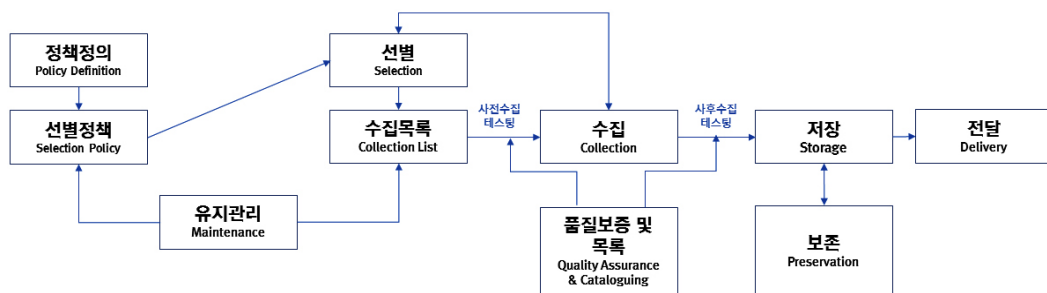 정책정의
Policy Definition
선별
Selection
선별정책
Selection Policy
수집목록
Collection List
사전수집
테스팅
수집
Collection
사후수집
테스팅
저장
Storage
전달
Delivery
유지관리
Maintenance
품질보증 및
목록
Quality Assurance
& Cataloguing
보존
Preservation